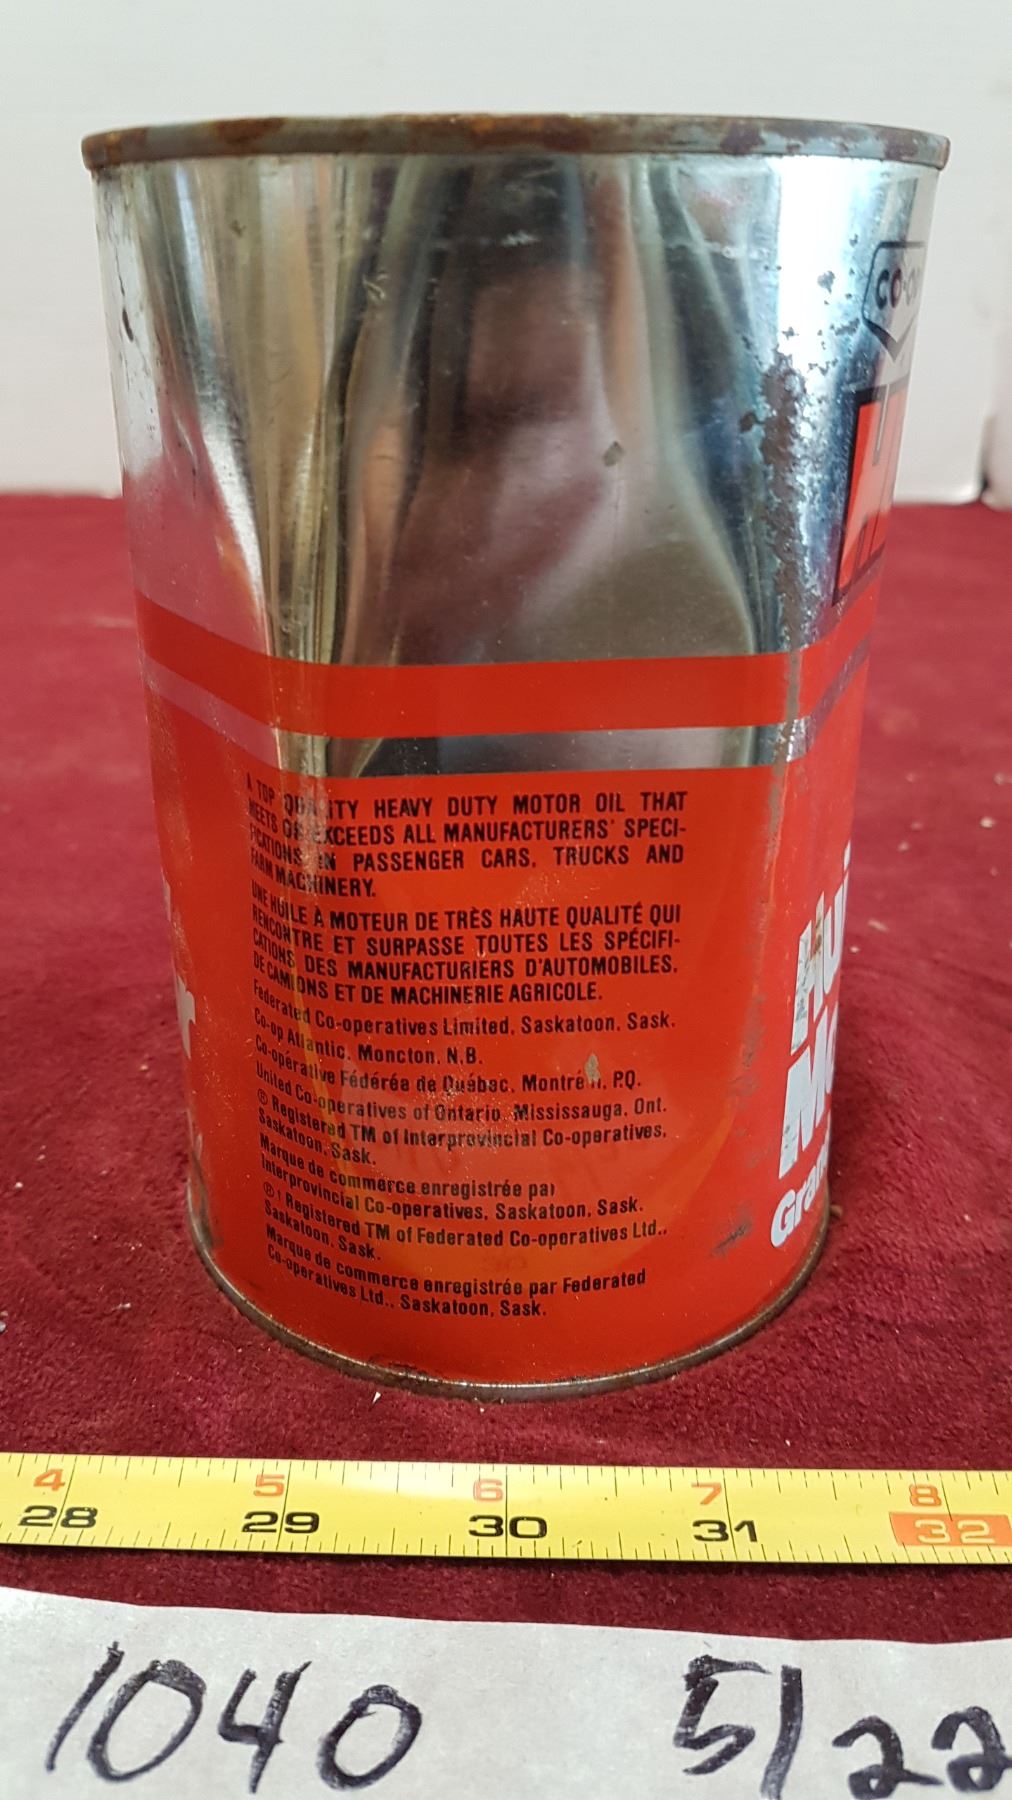 CO-OP
A TOP QUALITY HEAVY DUTY MOTOR OIL THAT
MEETS OR EXCEEDS ALL MANUFACTURERS' SPECI-
FICATIONS IN PASSENGER CARS, TRUCKS AND
FARM MACHINERY.
UNE HUILE À MOTEUR DE TRÈS HAUTE QUALITÉ QUI
RENCONTRE ET SURPASSE TOUTES LES SPÉCIFI-
CATIONS DES MANUFACTURIERS D'AUTOMOBILES,
DE CAMIONS ET DE MACHINERIE AGRICOLE.
Federated Co-operatives Limited, Saskatoon, Sask.
Co-op Atlantic, Moncton, N.B.
Co-opérative Fédérée de Québec, Montreal, P.Q.
United Co-operatives of Ontario, Mississauga, Ont.
® Registered TM of Interprovincial Co-operatives,
Saskatoon, Sask.
Marque de commerce enregistrée par
Interprovincial Co-operatives, Saskatoon, Sask.
®¹ Registered TM of Federated Co-operatives Ltd.,
Saskatoon, Sask.
Marque de commerce enregistrée par Federated
Co-operatives Ltd., Saskatoon, Sask.
4 5 6 7 8
28 29 30 31 32
1040 5/22